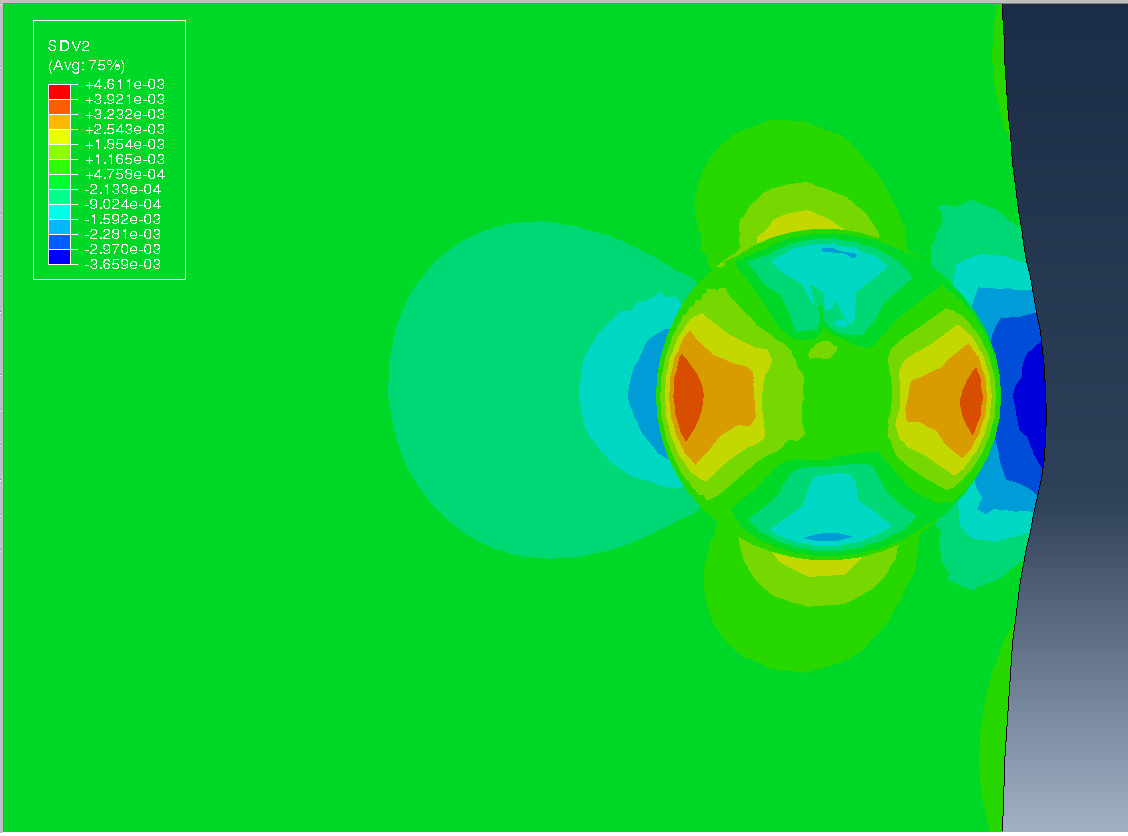 SDV2
(Avg: 75%)
+4.611e-03
+3.921e-03
+3.232e-03
+2.543e-03
+1.854e-03
+1.165e-03
+4.758e-04
-2.133e-04
-9.024e-04
-1.592e-03
-2.281e-03
-2.970e-03
-3.659e-03